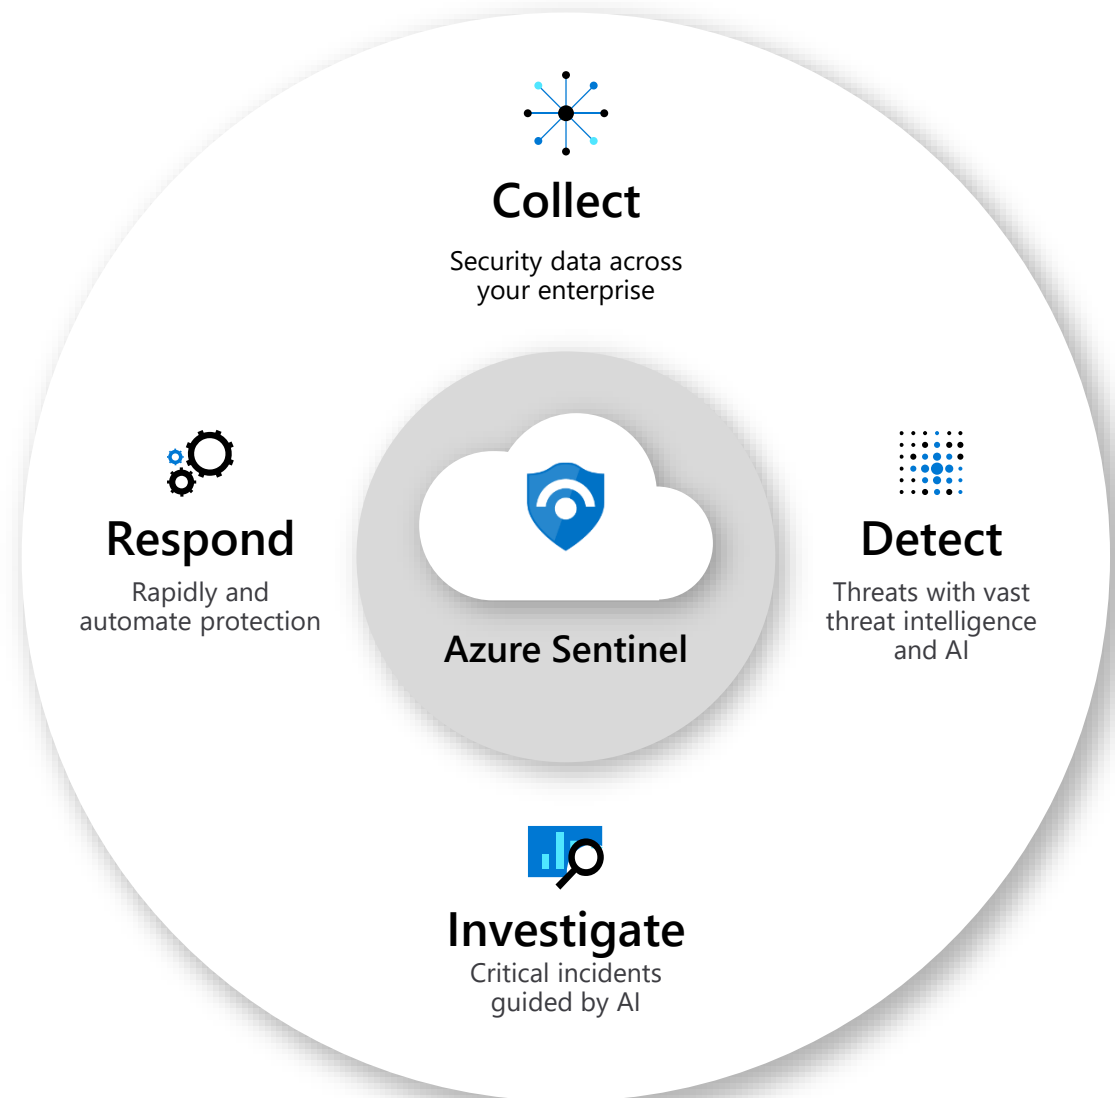 Collect
Security data across
your enterprise
Respond
Rapidly and
automate protection
Azure Sentinel
Detect
Threats with vast
threat intelligence
and AI
Investigate
Critical incidents
guided by AI